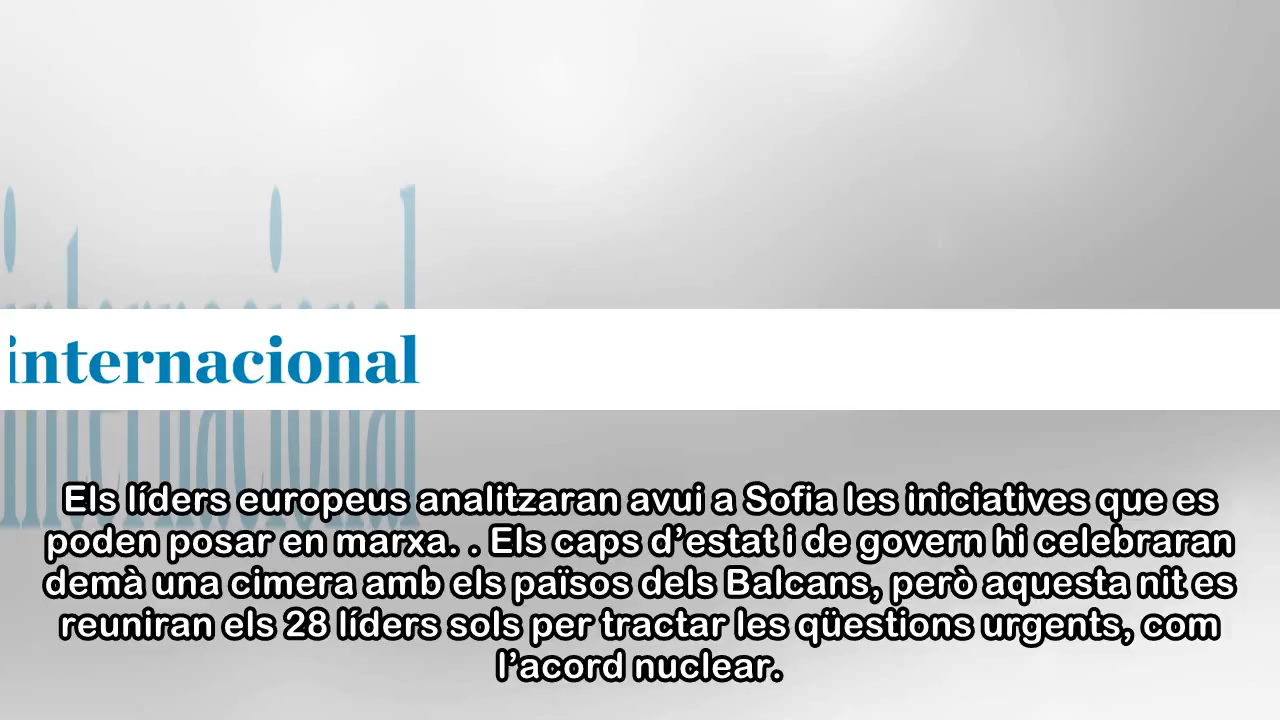 internacional
Els líders europeus analitzaran avui a Sofia les iniciatives que es
poden posar en marxa. . Els caps d’estat i de govern hi celebraran
demà una cimera amb els països dels Balcans, però aquesta nit es
reuniran els 28 líders sols per tractar les qüestions urgents, com
l’acord nuclear.